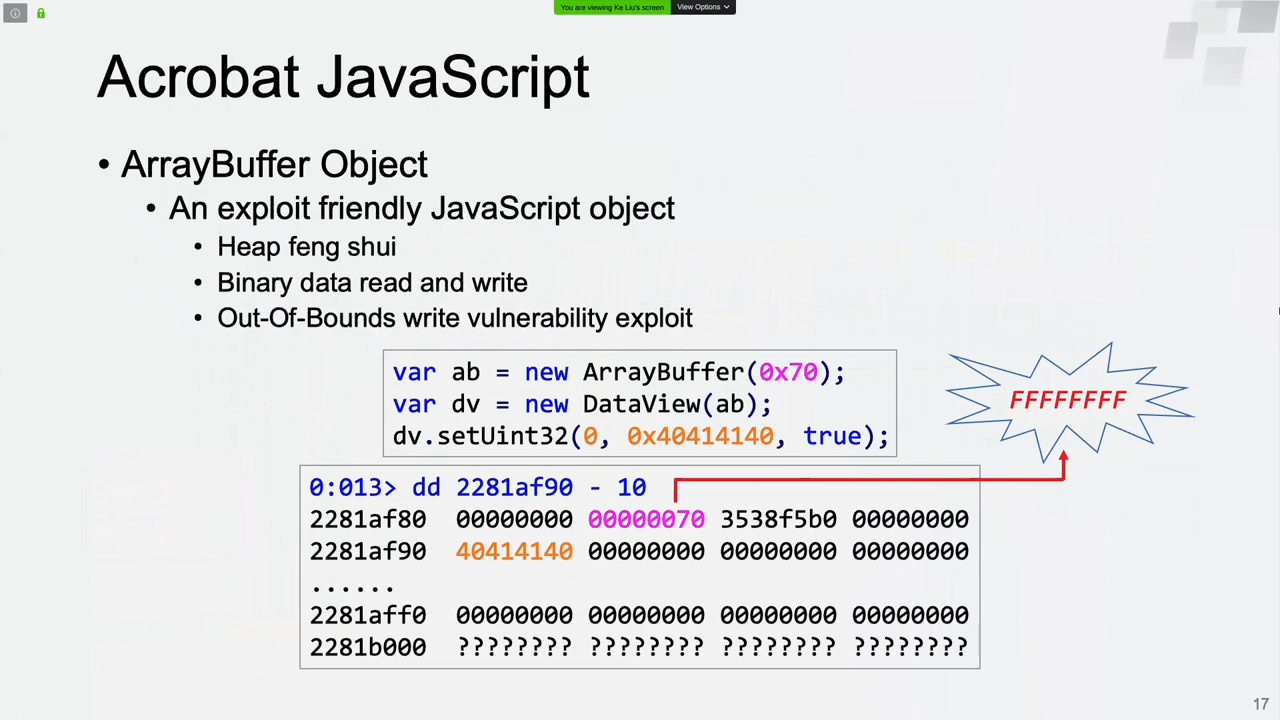 You are viewing Ke Liu's screen
View Options
Acrobat JavaScript
• ArrayBuffer Object
• An exploit friendly JavaScript object
• Heap feng shui
• Binary data read and write
• Out-Of-Bounds write vulnerability exploit
var ab = new ArrayBuffer(0x70);
var dv = new DataView(ab);
dv.setUint32(0, 0x40414140, true);
FFFFFFFF
0:013> dd 2281af90 - 10
2281af80 00000000 00000070 3538f5b0 00000000
2281af90 40414140 00000000 00000000 00000000
......
2281aff0 00000000 00000000 00000000 00000000
2281b000 ???????? ???????? ???????? ????????
17